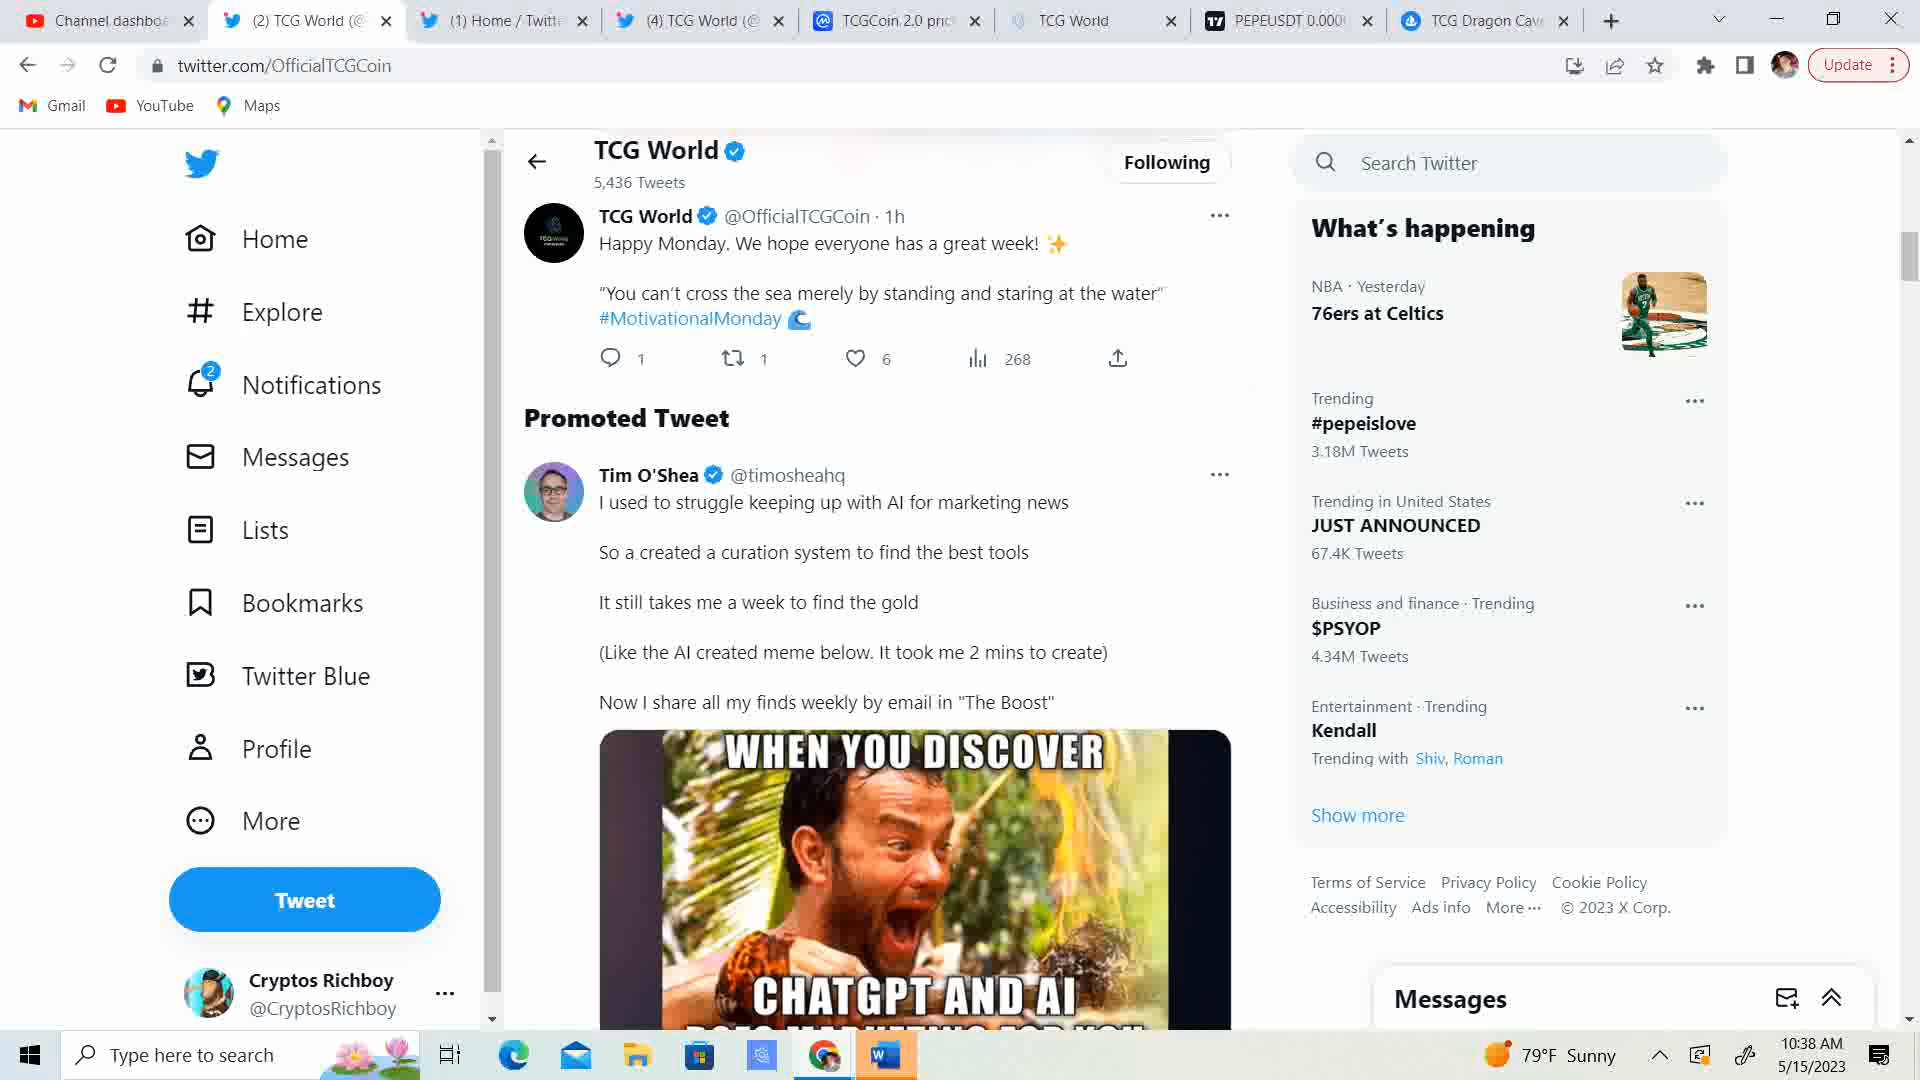 Channel dashboa
(2) TCG World (@
(1) Home / Twitte
(4) TCG World (@
TCGCoin 2.0 pric
TCG World
PEPEUSDT 0.000
TCG Dragon Cave
twitter.com/OfficialTCGCoin
Update
Gmail
YouTube
Maps
Home
Explore
2
Notifications
Messages
Lists
Bookmarks
Twitter Blue
Profile
More
Tweet
Cryptos Richboy
@CryptosRichboy
TCG World
5,436 Tweets
Following
TCG World @OfficialTCGCoin · 1h
Happy Monday. We hope everyone has a great week! ✨
"You can't cross the sea merely by standing and staring at the water"
#MotivationalMonday 🌊
1
1
6
268
Promoted Tweet
Tim O'Shea @timosheahq
I used to struggle keeping up with AI for marketing news
So a created a curation system to find the best tools
It still takes me a week to find the gold
(Like the AI created meme below. It took me 2 mins to create)
Now I share all my finds weekly by email in "The Boost"
WHEN YOU DISCOVER
CHATGPT AND AI
Search Twitter
What's happening
NBA · Yesterday
76ers at Celtics
Trending
#pepeislove
3.18M Tweets
Trending in United States
JUST ANNOUNCED
67.4K Tweets
Business and finance · Trending
$PSYOP
4.34M Tweets
Entertainment · Trending
Kendall
Trending with Shiv, Roman
Show more
Terms of Service Privacy Policy Cookie Policy
Accessibility Ads info More ··· © 2023 X Corp.
Messages
Type here to search
79°F Sunny
10:38 AM
5/15/2023